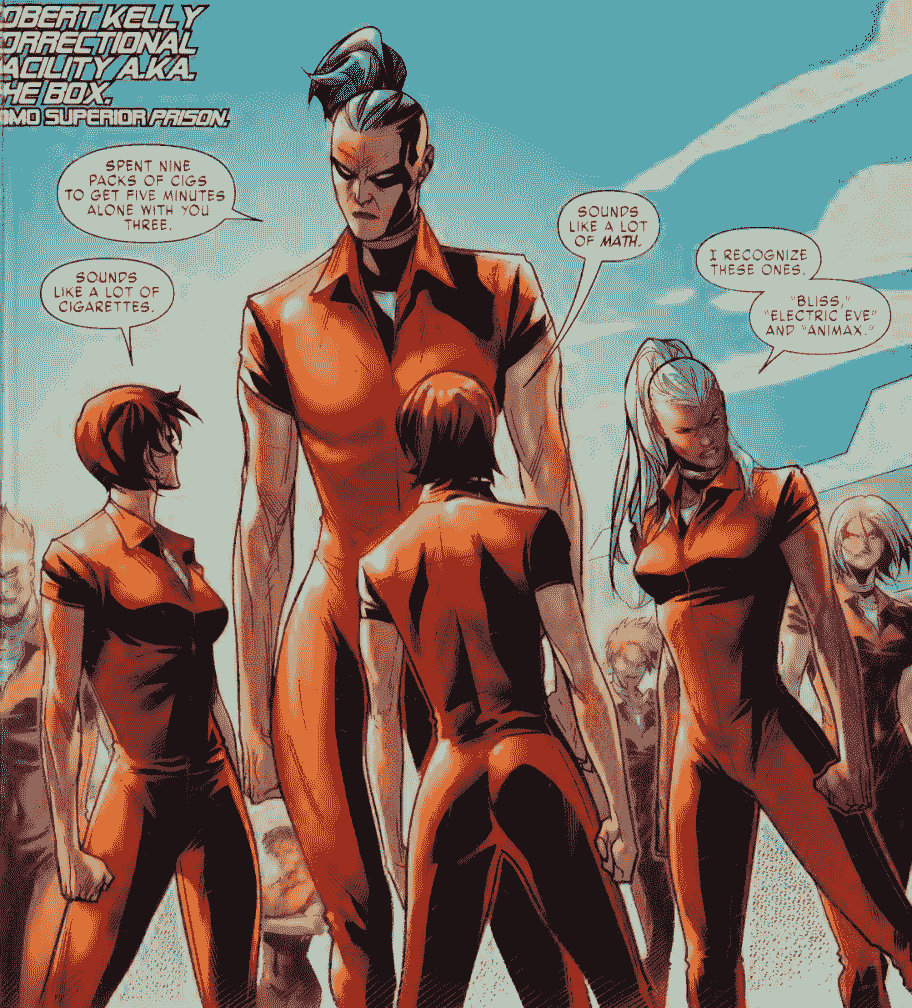 OBERT KELLY
ORRECTIONAL
ACILITY A.K.A.
HE BOX.
OMO SUPERIOR PRISON.
SPENT NINE
PACKS OF CIGS
TO GET FIVE MINUTES
ALONE WITH YOU
THREE.
SOUNDS
LIKE A LOT OF
CIGARETTES.
SOUNDS
LIKE A LOT
OF MATH.
I RECOGNIZE
THESE ONES.
"BLISS,"
"ELECTRIC EVE"
AND "ANIMAX."